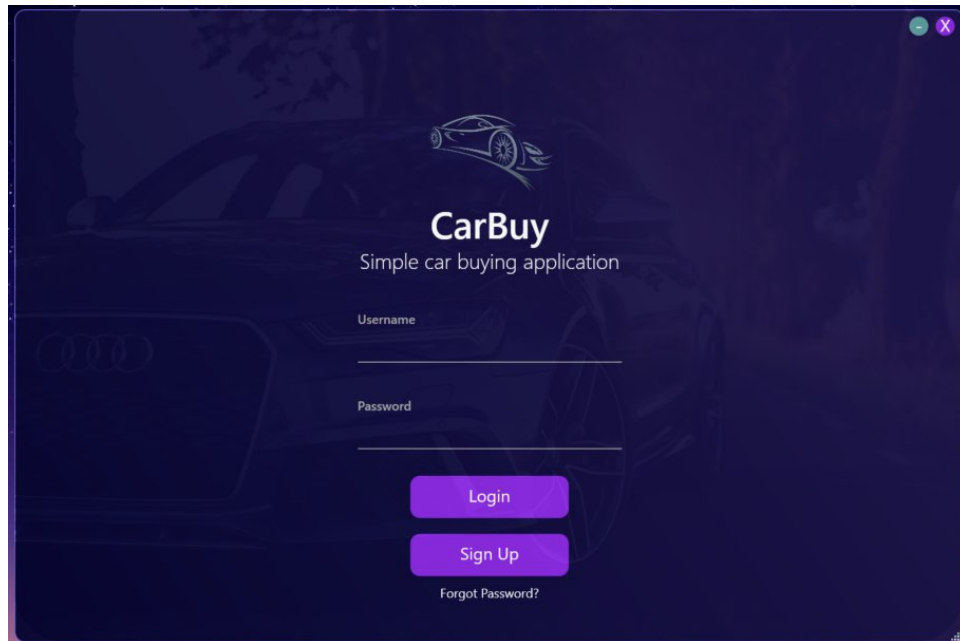 - X
CarBuy
Simple car buying application
Username
Password
Login
Sign Up
Forgot Password?